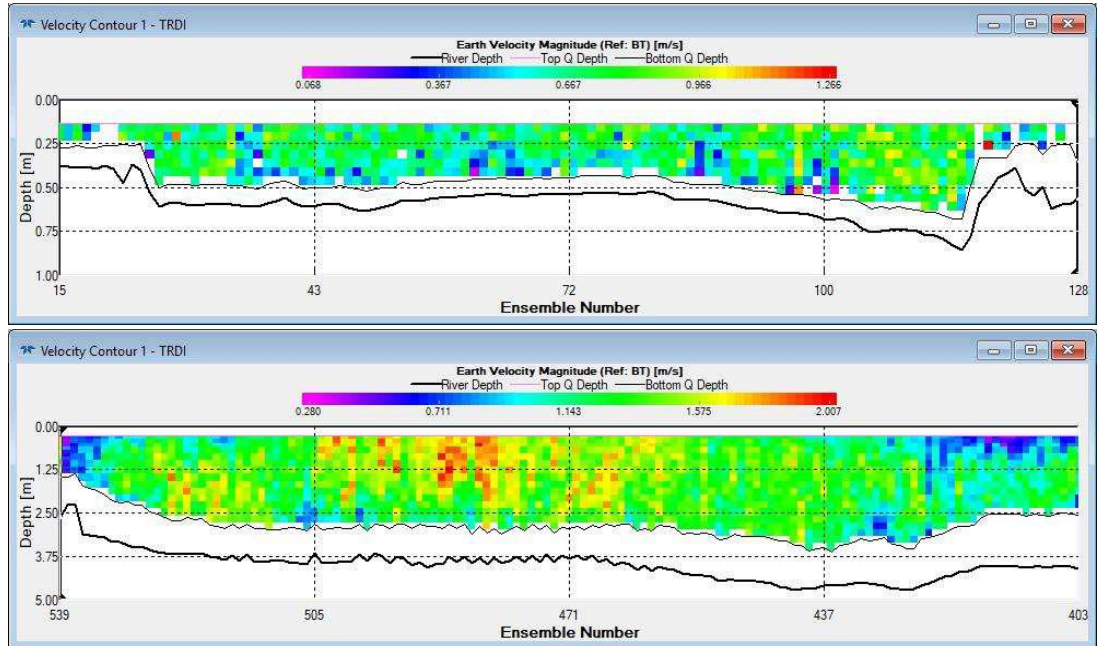 Velocity Contour 1 - TRDI
Earth Velocity Magnitude (Ref: BT) [m/s]
River Depth Top Q Depth Bottom Q Depth
0.068 0.367 0.667 0.966 1.266
0.00
0.25
0.50
0.75
1.00
Depth [m]
15 43 72 100 128
Ensemble Number
Velocity Contour 1 - TRDI
Earth Velocity Magnitude (Ref: BT) [m/s]
River Depth Top Q Depth Bottom Q Depth
0.280 0.711 1.143 1.575 2.007
0.00
1.25
2.50
3.75
5.00
Depth [m]
539 505 471 437 403
Ensemble Number